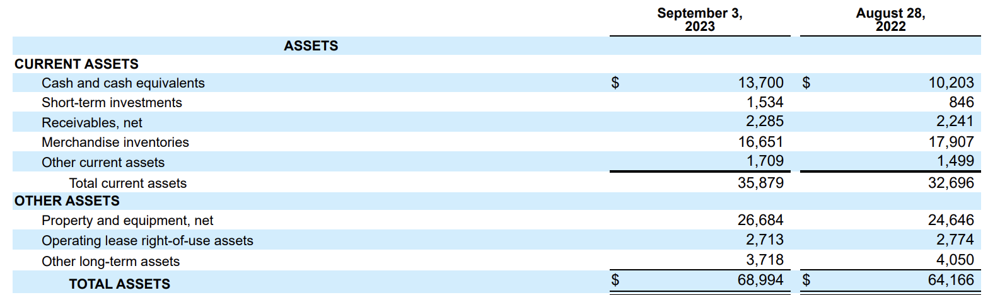 September 3, August 28,
2023 2022
ASSETS
CURRENT ASSETS
Cash and cash equivalents $ 13,700 $ 10,203
Short-term investments 1,534 846
Receivables, net 2,285 2,241
Merchandise inventories 16,651 17,907
Other current assets 1,709 1,499
Total current assets 35,879 32,696
OTHER ASSETS
Property and equipment, net 26,684 24,646
Operating lease right-of-use assets 2,713 2,774
Other long-term assets 3,718 4,050
TOTAL ASSETS $ 68,994 $ 64,166